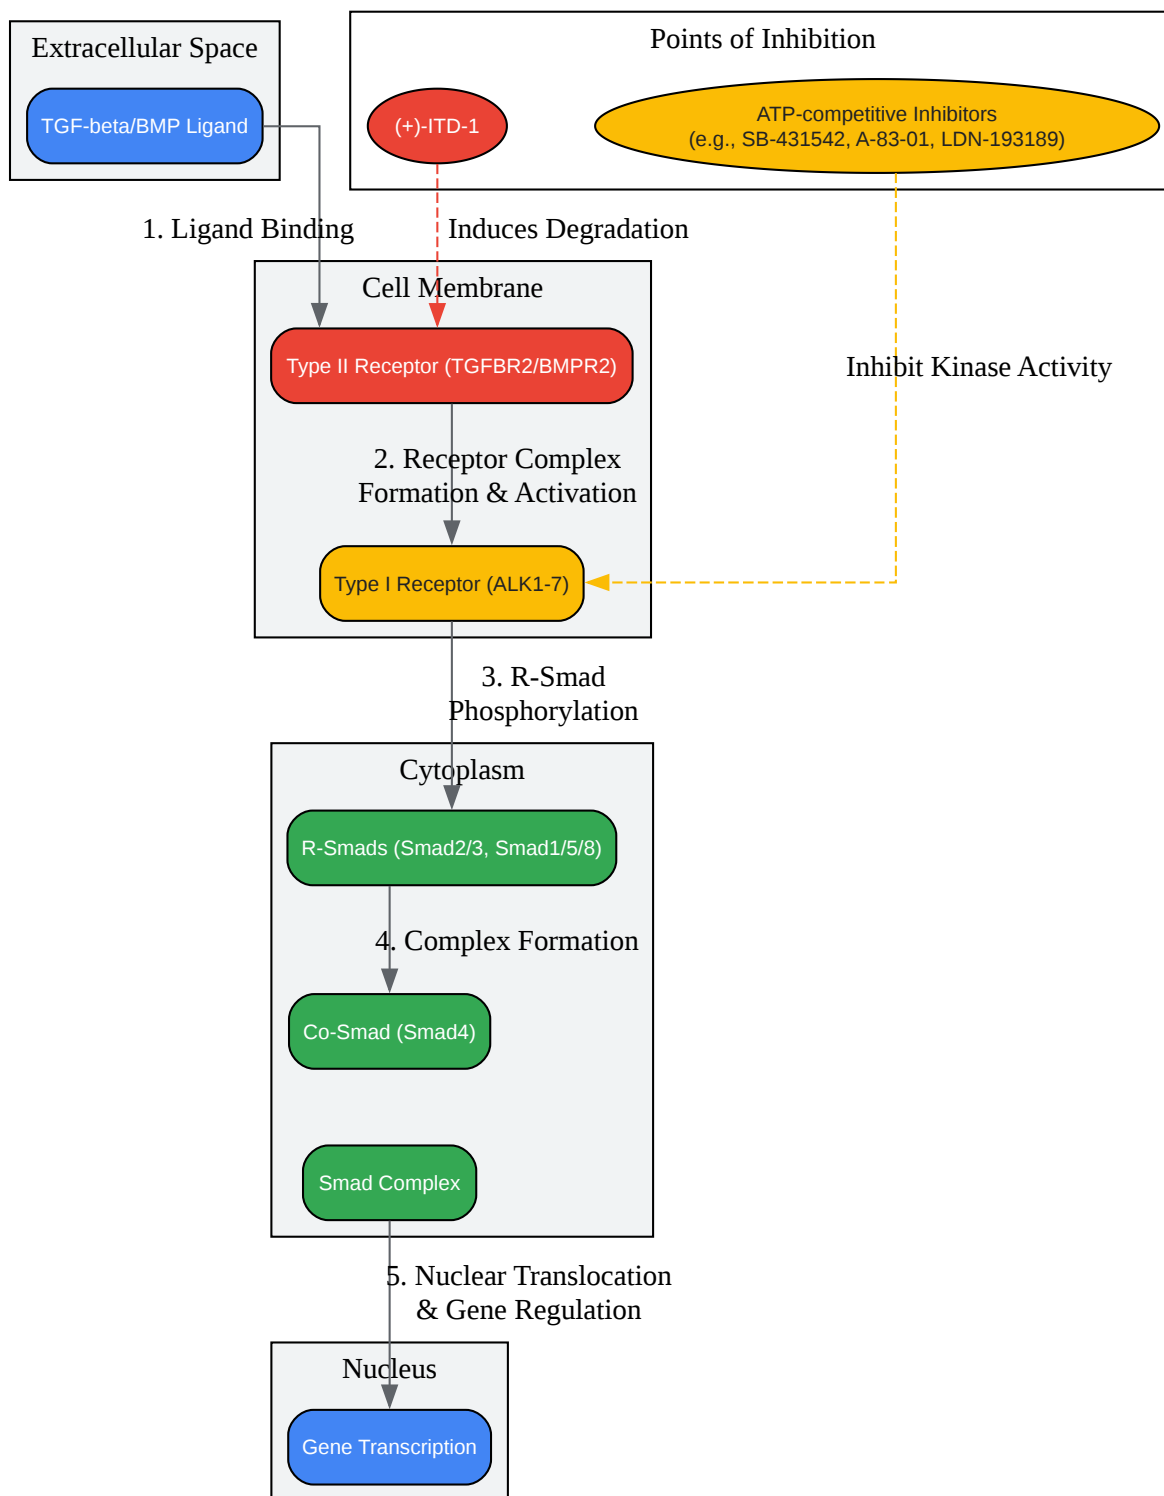 Extracellular Space
TGF-beta/BMP Ligand
Points of Inhibition
(+)-ITD-1
ATP-competitive Inhibitors
(e.g., SB-431542, A-83-01, LDN-193189)
1. Ligand Binding
Induces Degradation
Cell Membrane
Type II Receptor (TGFBR2/BMPR2)
Inhibit Kinase Activity
2. Receptor Complex
Formation & Activation
Type I Receptor (ALK1-7)
3. R-Smad
Phosphorylation
Cytoplasm
R-Smads (Smad2/3, Smad1/5/8)
4. Complex Formation
Co-Smad (Smad4)
Smad Complex
5. Nuclear Translocation
& Gene Regulation
Nucleus
Gene Transcription